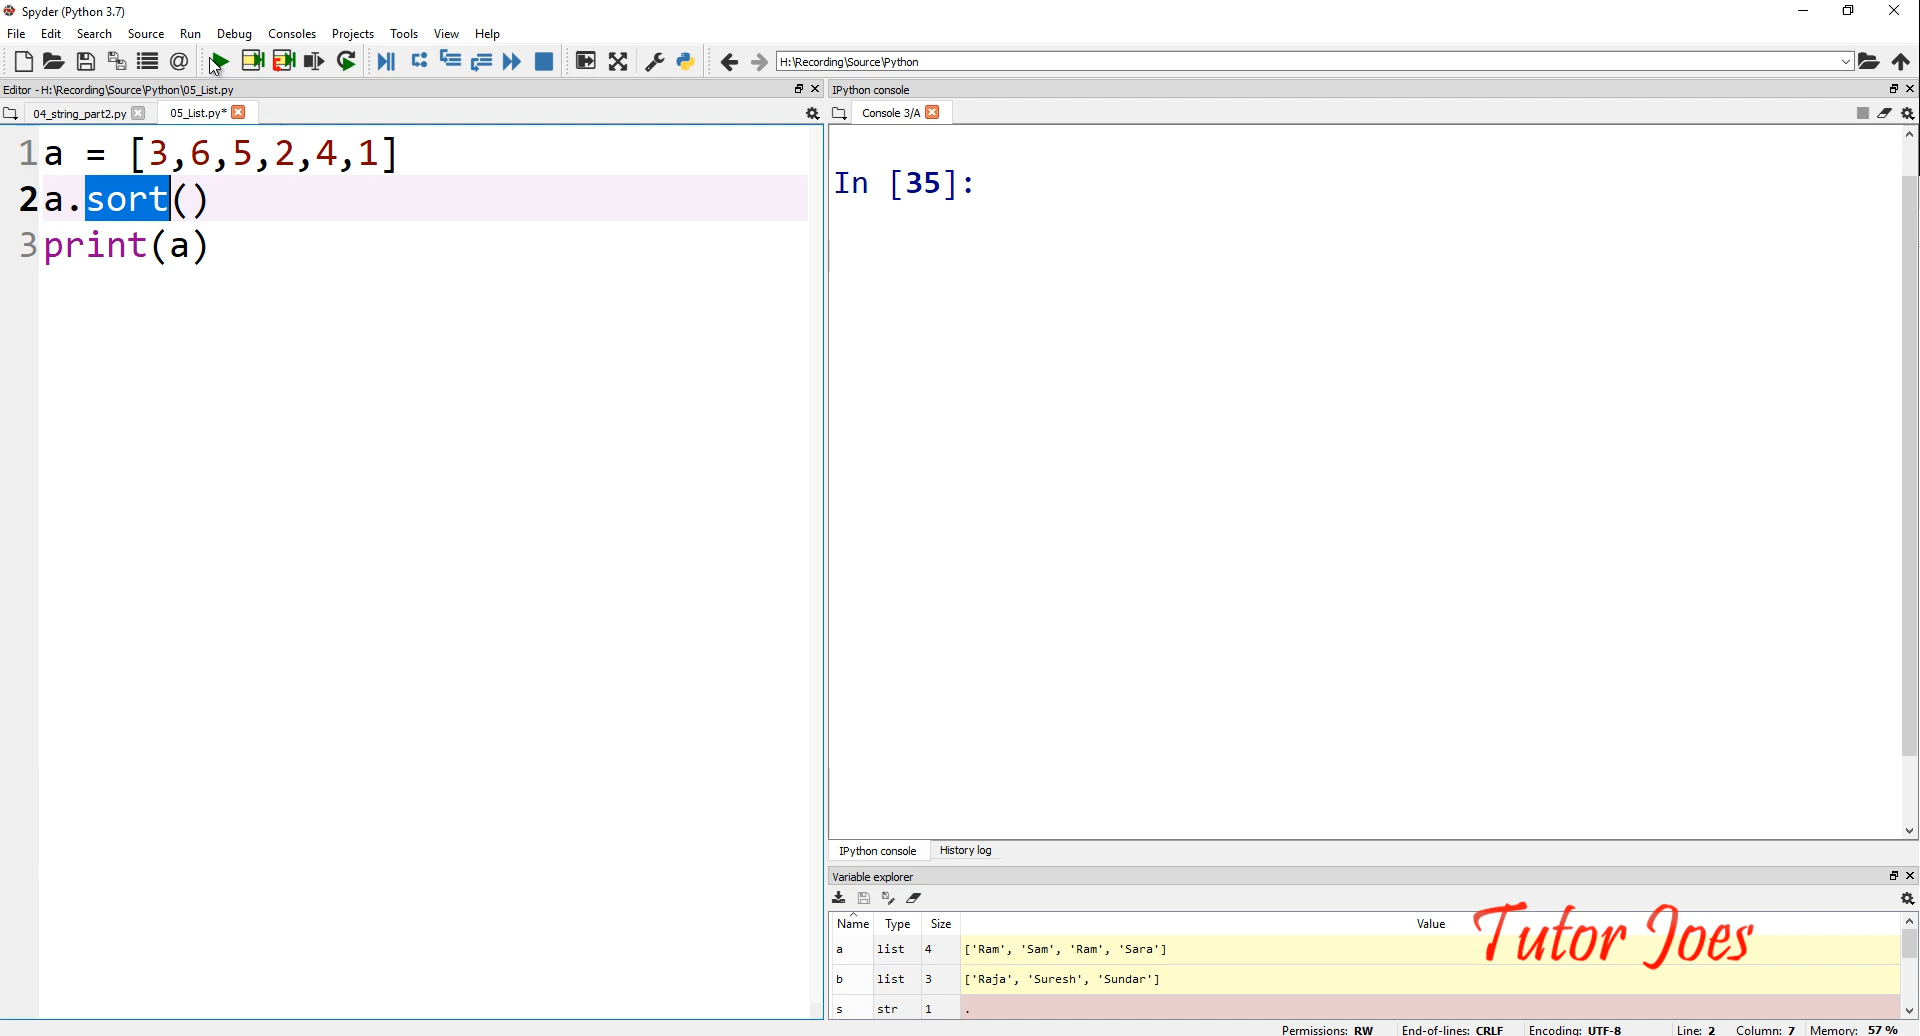 Spyder (Python 3.7)
File Edit Search Source Run Debug Consoles Projects Tools View Help
H:\Recording\Source\Python
Editor - H:\Recording\Source\Python\05_List.py
IPython console
04_string_part2.py
05_List.py*
Console 3/A
1 a = [3,6,5,2,4,1]
2 a.sort()
3 print(a)
In [35]:
IPython console
History log
Variable explorer
Name Type Size Value
a list 4 ['Ram', 'Sam', 'Ram', 'Sara']
b list 3 ['Raja', 'Suresh', 'Sundar']
s str 1 .
Tutor Joes
Permissions: RW End-of-lines: CRLF Encoding: UTF-8 Line: 2 Column: 7 Memory: 57 %